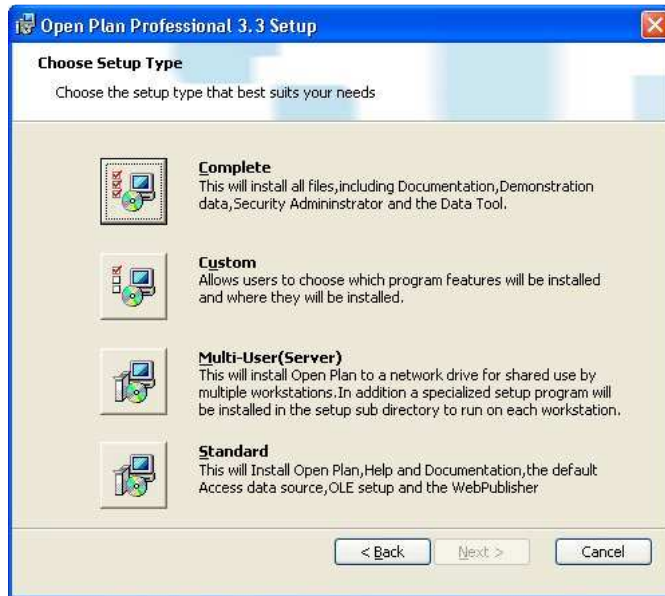 Open Plan Professional 3.3 Setup
Choose Setup Type
Choose the setup type that best suits your needs
Complete
This will install all files,including Documentation,Demonstration
data,Security Admininstrator and the Data Tool.
Custom
Allows users to choose which program features will be installed
and where they will be installed.
Multi-User(Server)
This will install Open Plan to a network drive for shared use by
multiple workstations.In addition a specialized setup program will
be installed in the setup sub directory to run on each workstation.
Standard
This will Install Open Plan,Help and Documentation,the default
Access data source,OLE setup and the WebPublisher
< Back
Next >
Cancel